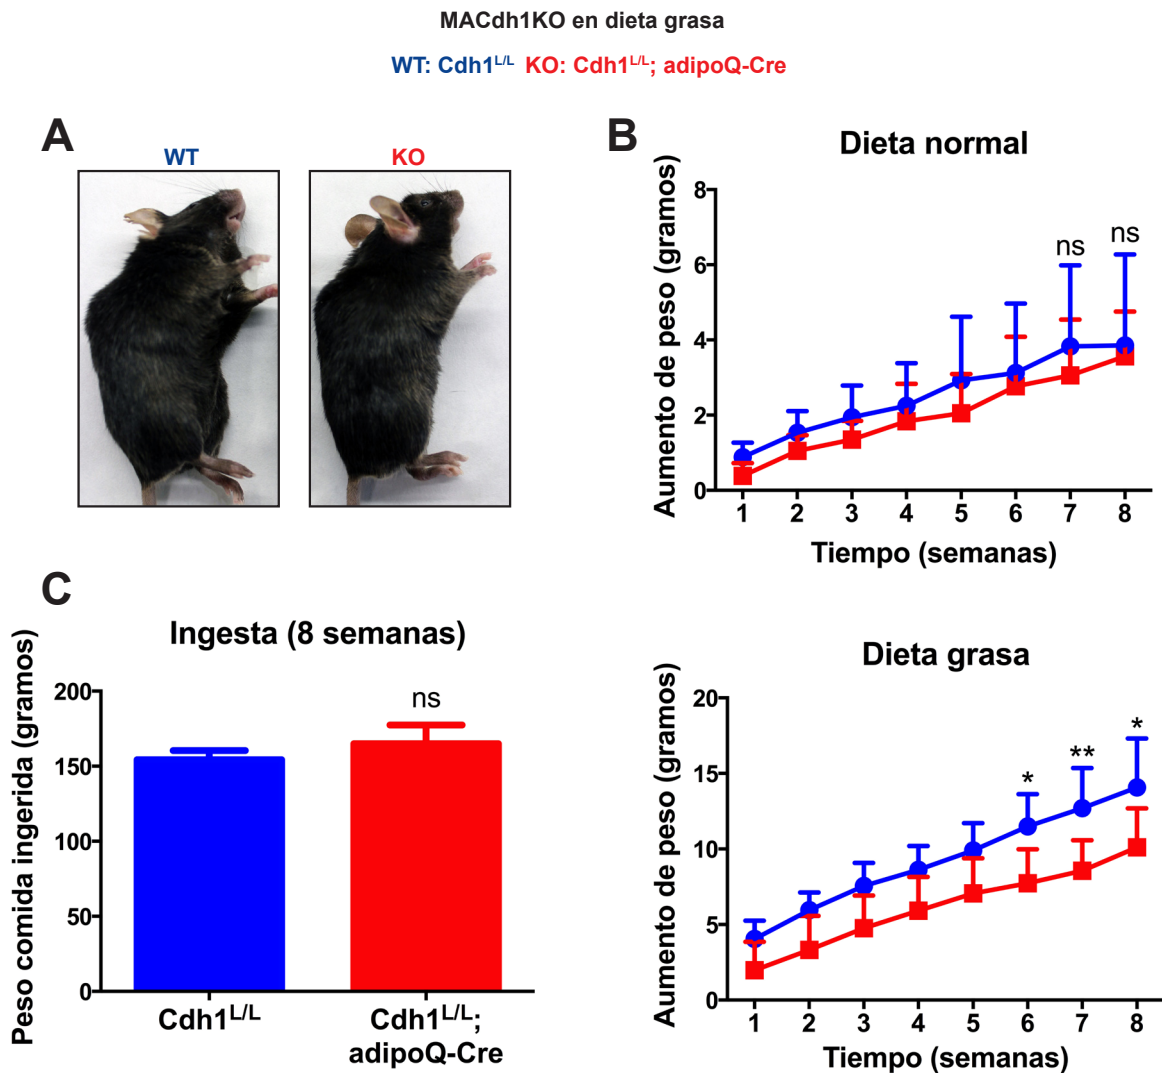 MACdh1KO en dieta grasa
WT: Cdh1L/L KO: Cdh1L/L; adipoQ-Cre
A
WT
KO
B
Dieta normal
Aumento de peso (gramos)
8
6
4
2
0
ns
ns
1 2 3 4 5 6 7 8
Tiempo (semanas)
C
Ingesta (8 semanas)
Peso comida ingerida (gramos)
200
150
100
50
0
ns
Cdh1L/L
Cdh1L/L;
adipoQ-Cre
Dieta grasa
Aumento de peso (gramos)
20
15
10
5
0
*
**
*
1 2 3 4 5 6 7 8
Tiempo (semanas)